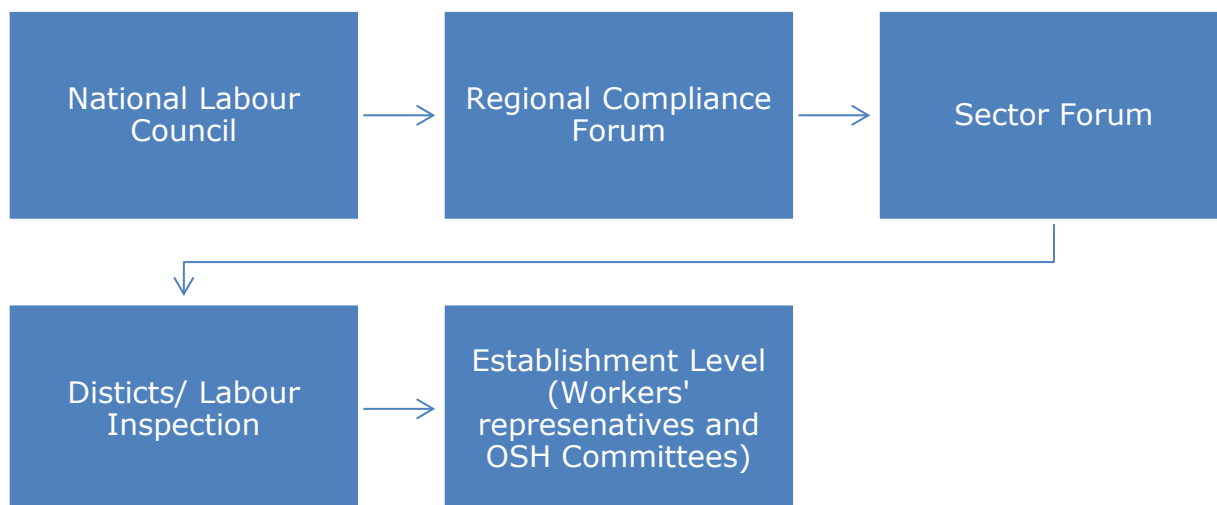 National Labour
Council
Regional Compliance
Forum
Sector Forum
Disticts/ Labour
Inspection
Establishment Level
(Workers'
represenatives and
OSH Committees)